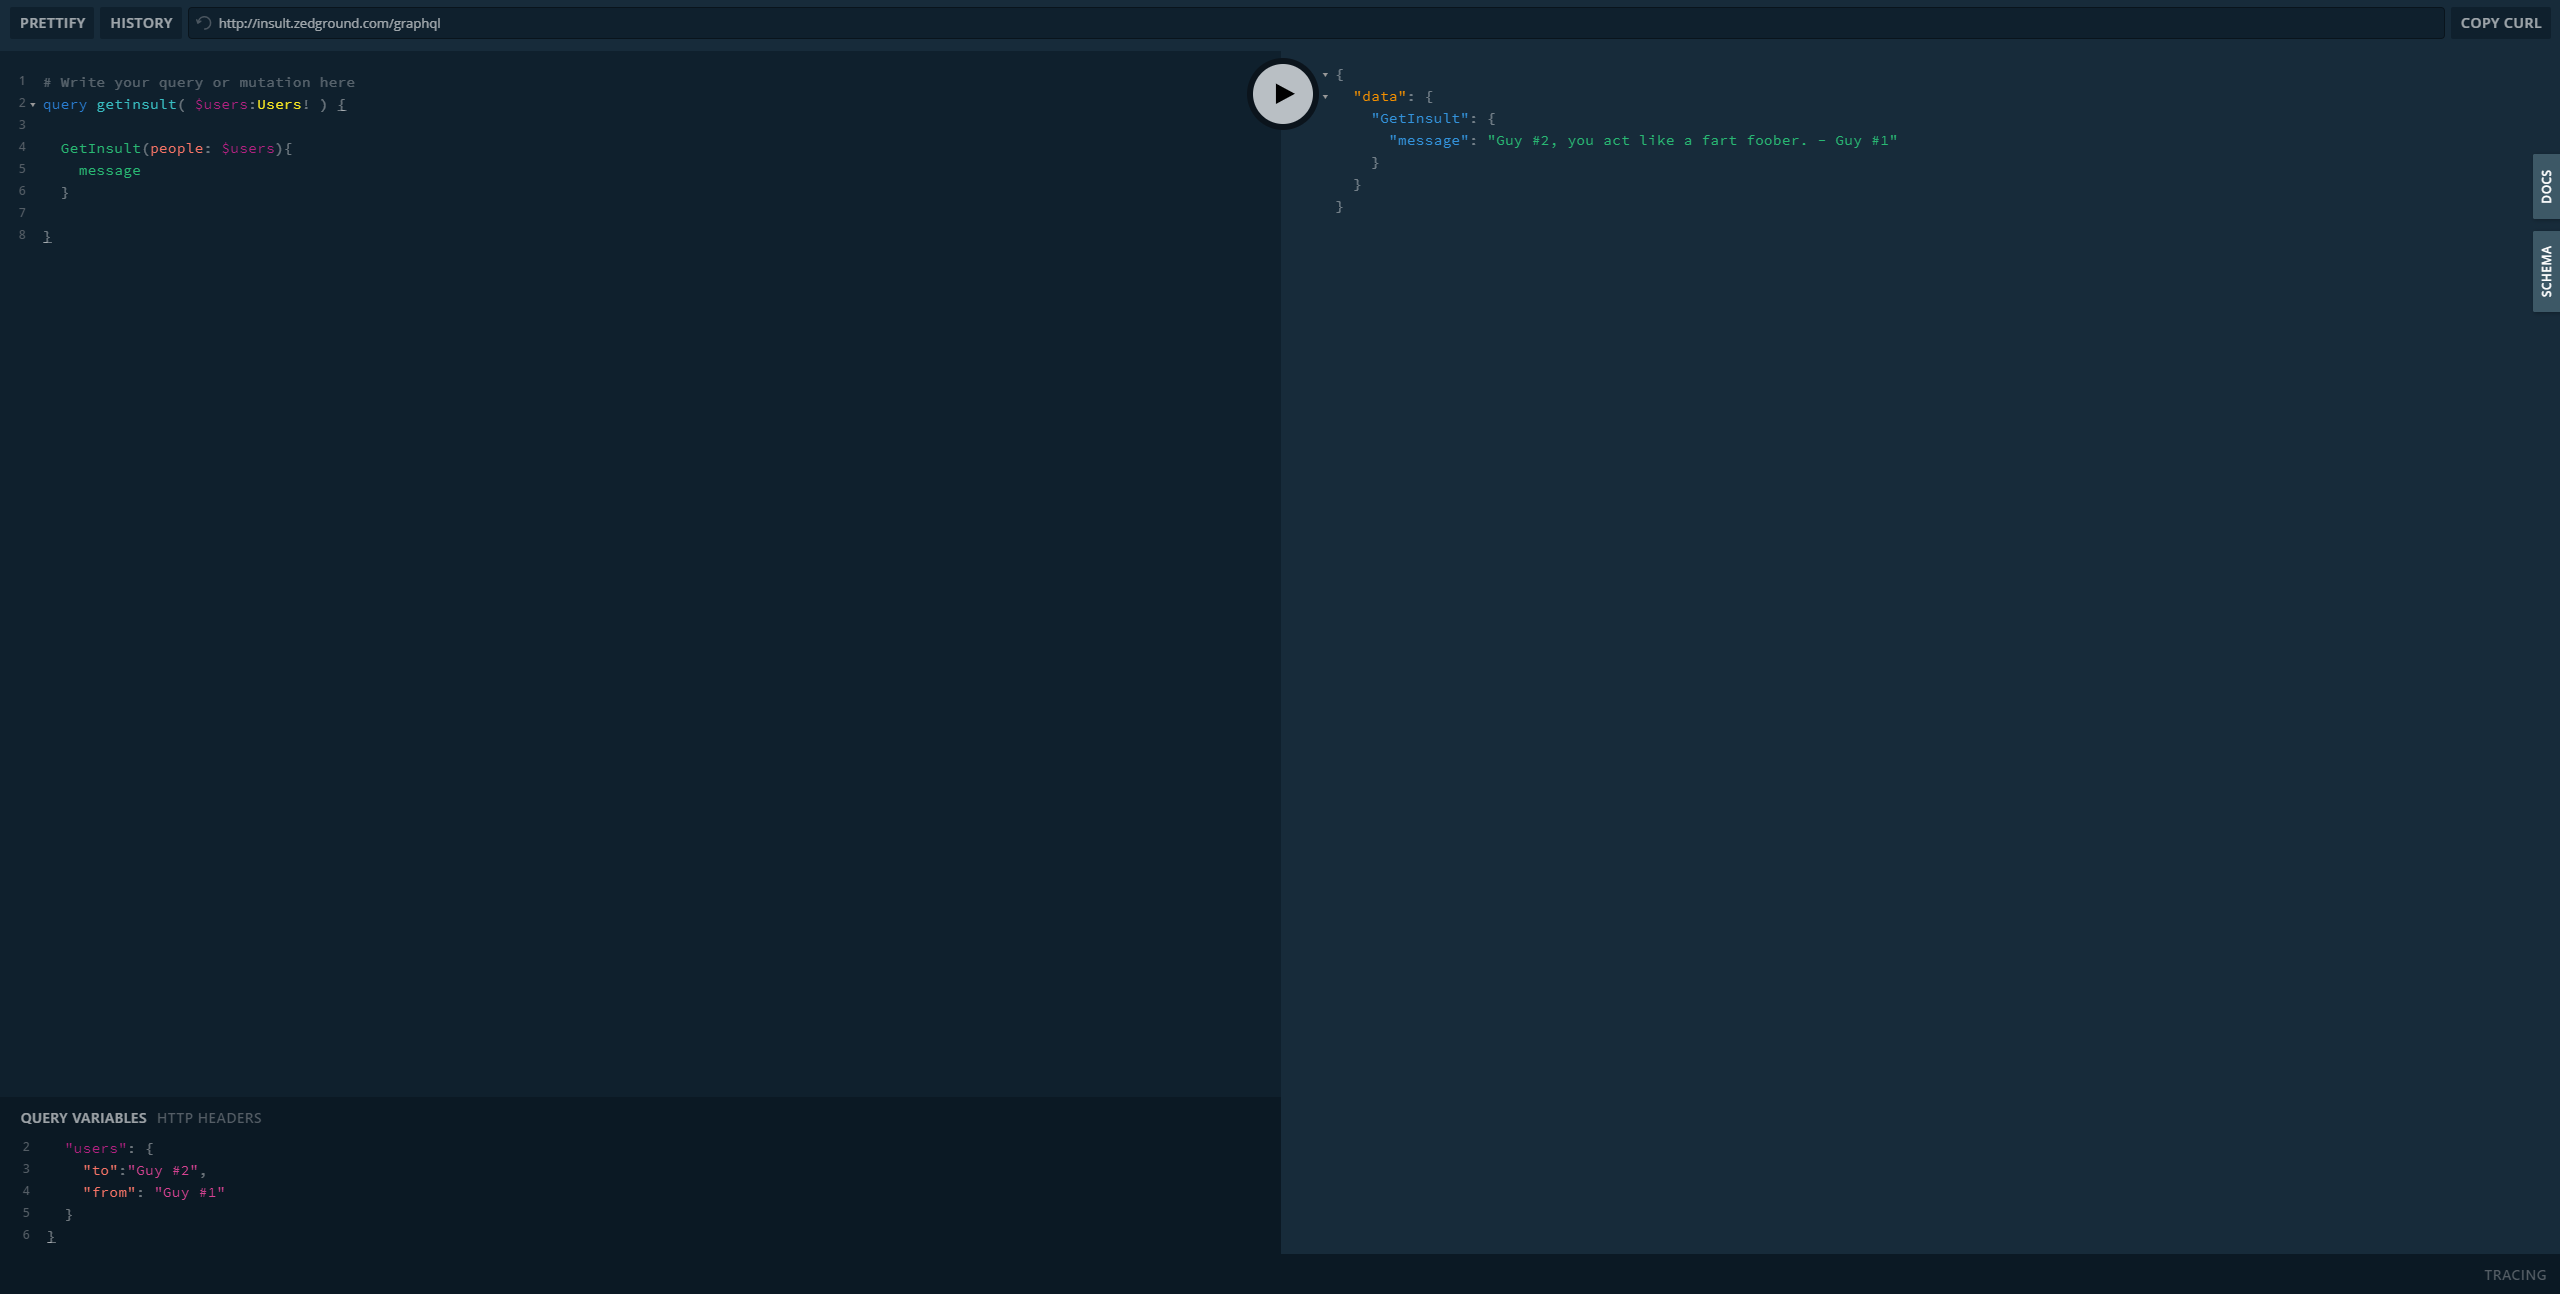 PRETTIFY HISTORY http://insult.zedground.com/graphql COPY CURL
1 # Write your query or mutation here
2 query getinsult( $users:Users! ) {
3
4 GetInsult(people: $users){
5 message
6 }
7
8 }
{
"data": {
"GetInsult": {
"message": "Guy #2, you act like a fart foober. - Guy #1"
}
}
}
DOCS
SCHEMA
QUERY VARIABLES HTTP HEADERS
2 "users": {
3 "to":"Guy #2",
4 "from": "Guy #1"
5 }
6 }
TRACING